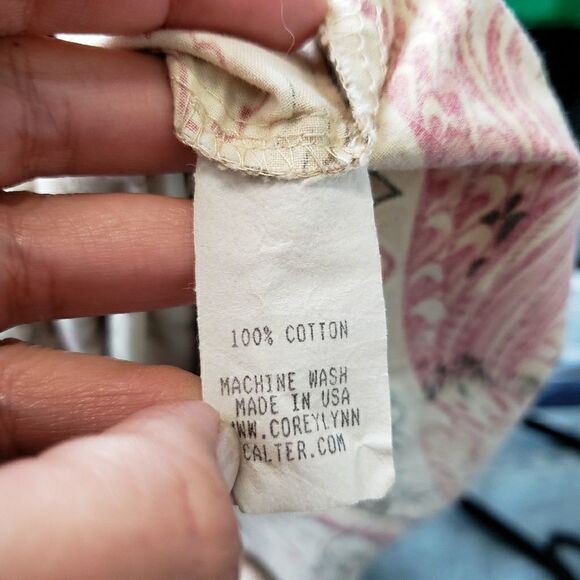 100% COTTON
MACHINE WASH
MADE IN USA
WW.COREYLYNN
CALTER.COM